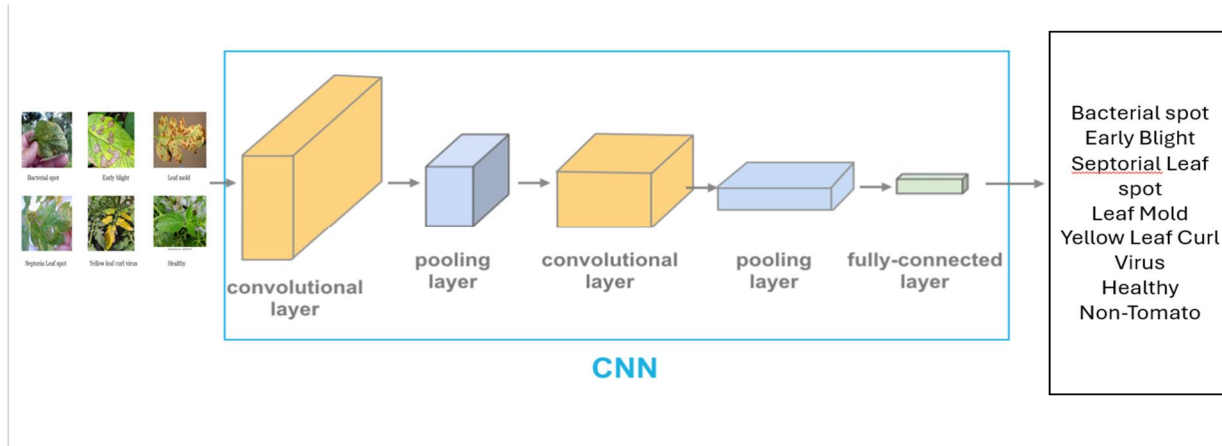 Bacterial spot
Early blight
Leaf mold
Septoria Leaf spot
Yellow leaf curl virus
Healthy
convolutional
layer
pooling
layer
convolutional
layer
pooling
layer
fully-connected
layer
CNN
Bacterial spot
Early Blight
Septorial Leaf
spot
Leaf Mold
Yellow Leaf Curl
Virus
Healthy
Non-Tomato